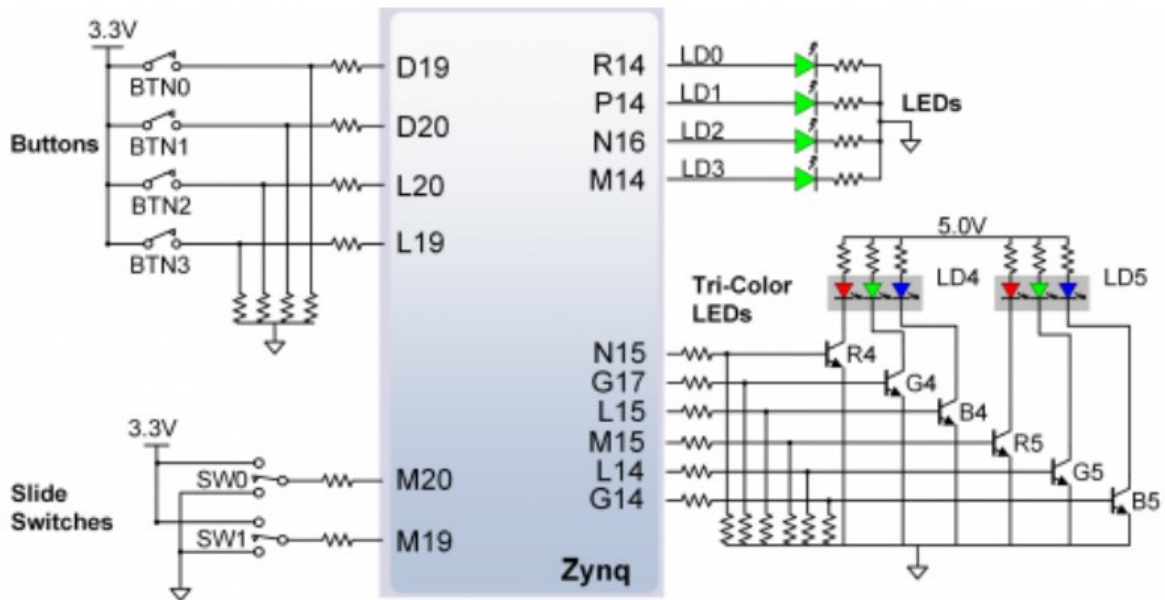 3.3V
BTN0
BTN1
BTN2
BTN3
Buttons
D19
D20
L20
L19
R14
P14
N16
M14
LD0
LD1
LD2
LD3
LEDs
5.0V
LD4
LD5
Tri-Color
LEDs
N15
G17
L15
M15
L14
G14
R4
G4
B4
R5
G5
B5
3.3V
SW0
SW1
Slide
Switches
M20
M19
Zynq